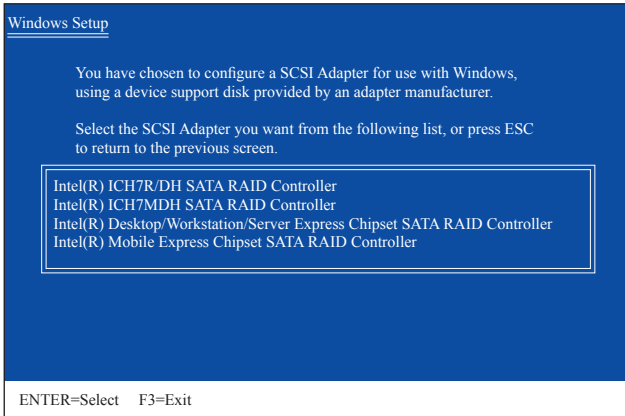 Windows Setup
You have chosen to configure a SCSI Adapter for use with Windows,
using a device support disk provided by an adapter manufacturer.
Select the SCSI Adapter you want from the following list, or press ESC
to return to the previous screen.
Intel(R) ICH7R/DH SATA RAID Controller
Intel(R) ICH7MDH SATA RAID Controller
Intel(R) Desktop/Workstation/Server Express Chipset SATA RAID Controller
Intel(R) Mobile Express Chipset SATA RAID Controller
ENTER=Select F3=Exit